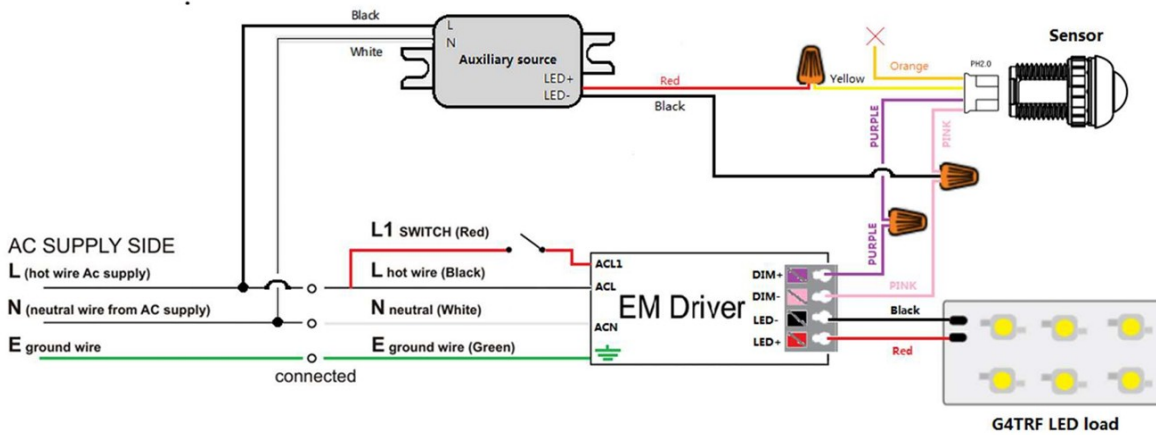 Black
L
N
White
Auxiliary source
LED+
LED-
Red
Black
Yellow
Orange
PH2.0
Sensor
PURPLE
PINK
PURPLE
PINK
AC SUPPLY SIDE
L (hot wire Ac supply)
N (neutral wire from AC supply)
E ground wire
connected
L1 SWITCH (Red)
L hot wire (Black)
N neutral (White)
E ground wire (Green)
ACL1
ACL
ACN
EM Driver
DIM+
DIM-
LED-
LED+
Black
Red
G4TRF LED load